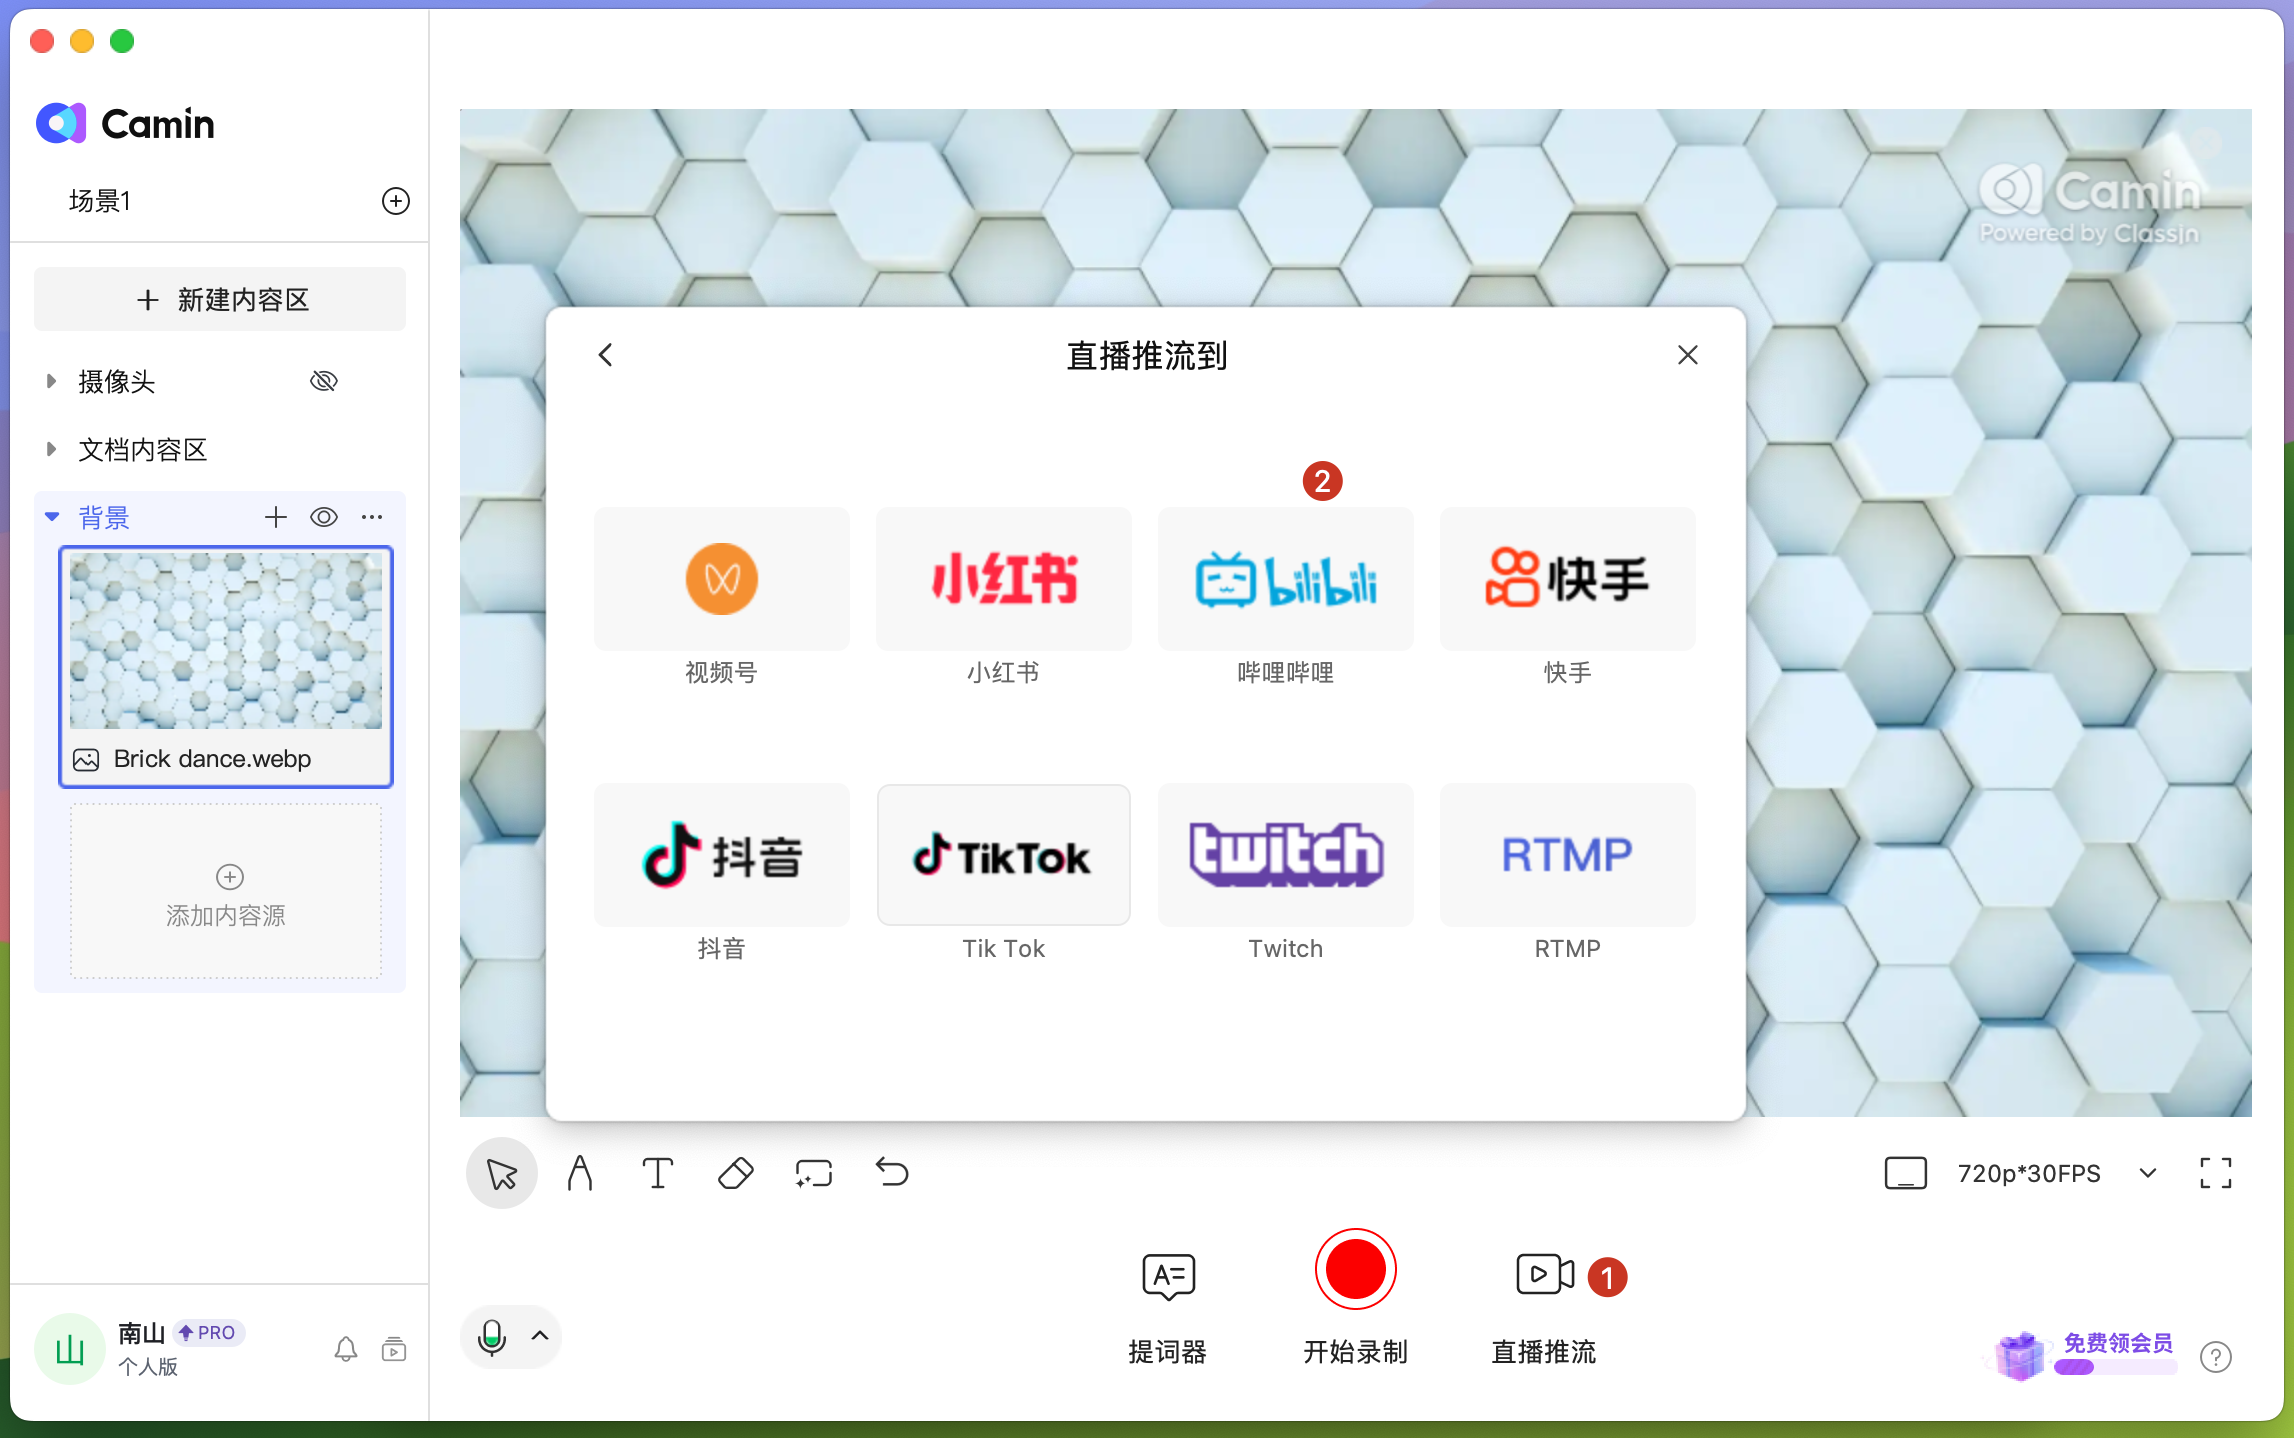 Camin
场景1
新建内容区
摄像头
文档内容区
背景
Brick dance.webp
添加内容源
南山
PRO
个人版
山
Camin
Powered by ClassIn
直播推流到
2
小红书
bilibili
快手
视频号
小红书
哔哩哔哩
快手
抖音
TikTok
twitch
RTMP
抖音
Tik Tok
Twitch
RTMP
T
720p*30FPS
A
1
提词器
开始录制
直播推流
免费领会员
?